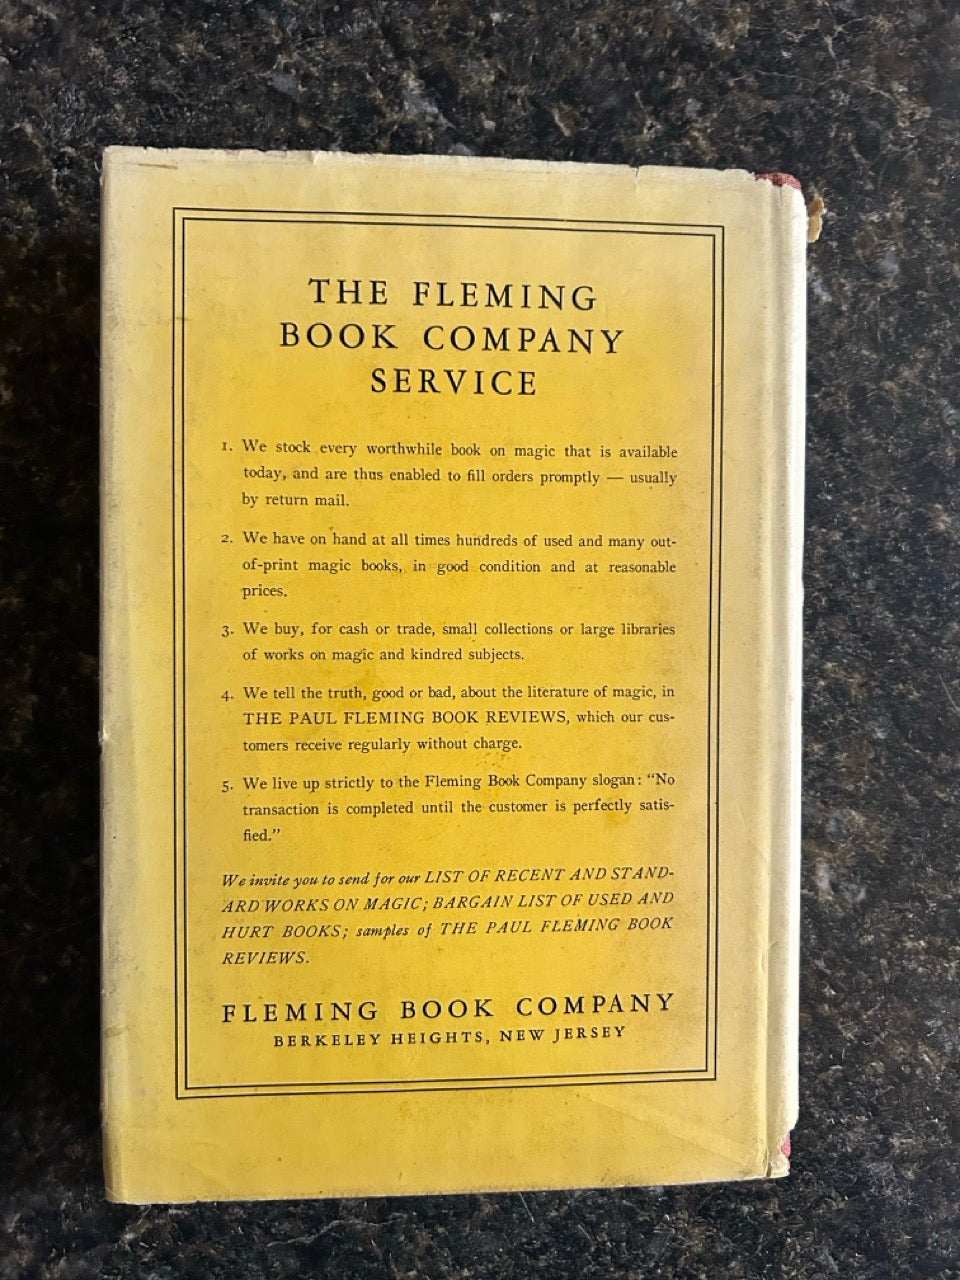 THE FLEMING
BOOK COMPANY
SERVICE
1. We stock every worthwhile book on magic that is available
today, and are thus enabled to fill orders promptly — usually
by return mail.
2. We have on hand at all times hundreds of used and many out-
of-print magic books, in good condition and at reasonable
prices.
3. We buy, for cash or trade, small collections or large libraries
of works on magic and kindred subjects.
4. We tell the truth, good or bad, about the literature of magic, in
THE PAUL FLEMING BOOK REVIEWS, which our cus-
tomers receive regularly without charge.
5. We live up strictly to the Fleming Book Company slogan: “No
transaction is completed until the customer is perfectly satis-
fied.”
We invite you to send for our LIST OF RECENT AND STAND-
ARD WORKS ON MAGIC; BARGAIN LIST OF USED AND
HURT BOOKS; samples of THE PAUL FLEMING BOOK
REVIEWS.
FLEMING BOOK COMPANY
BERKELEY HEIGHTS, NEW JERSEY